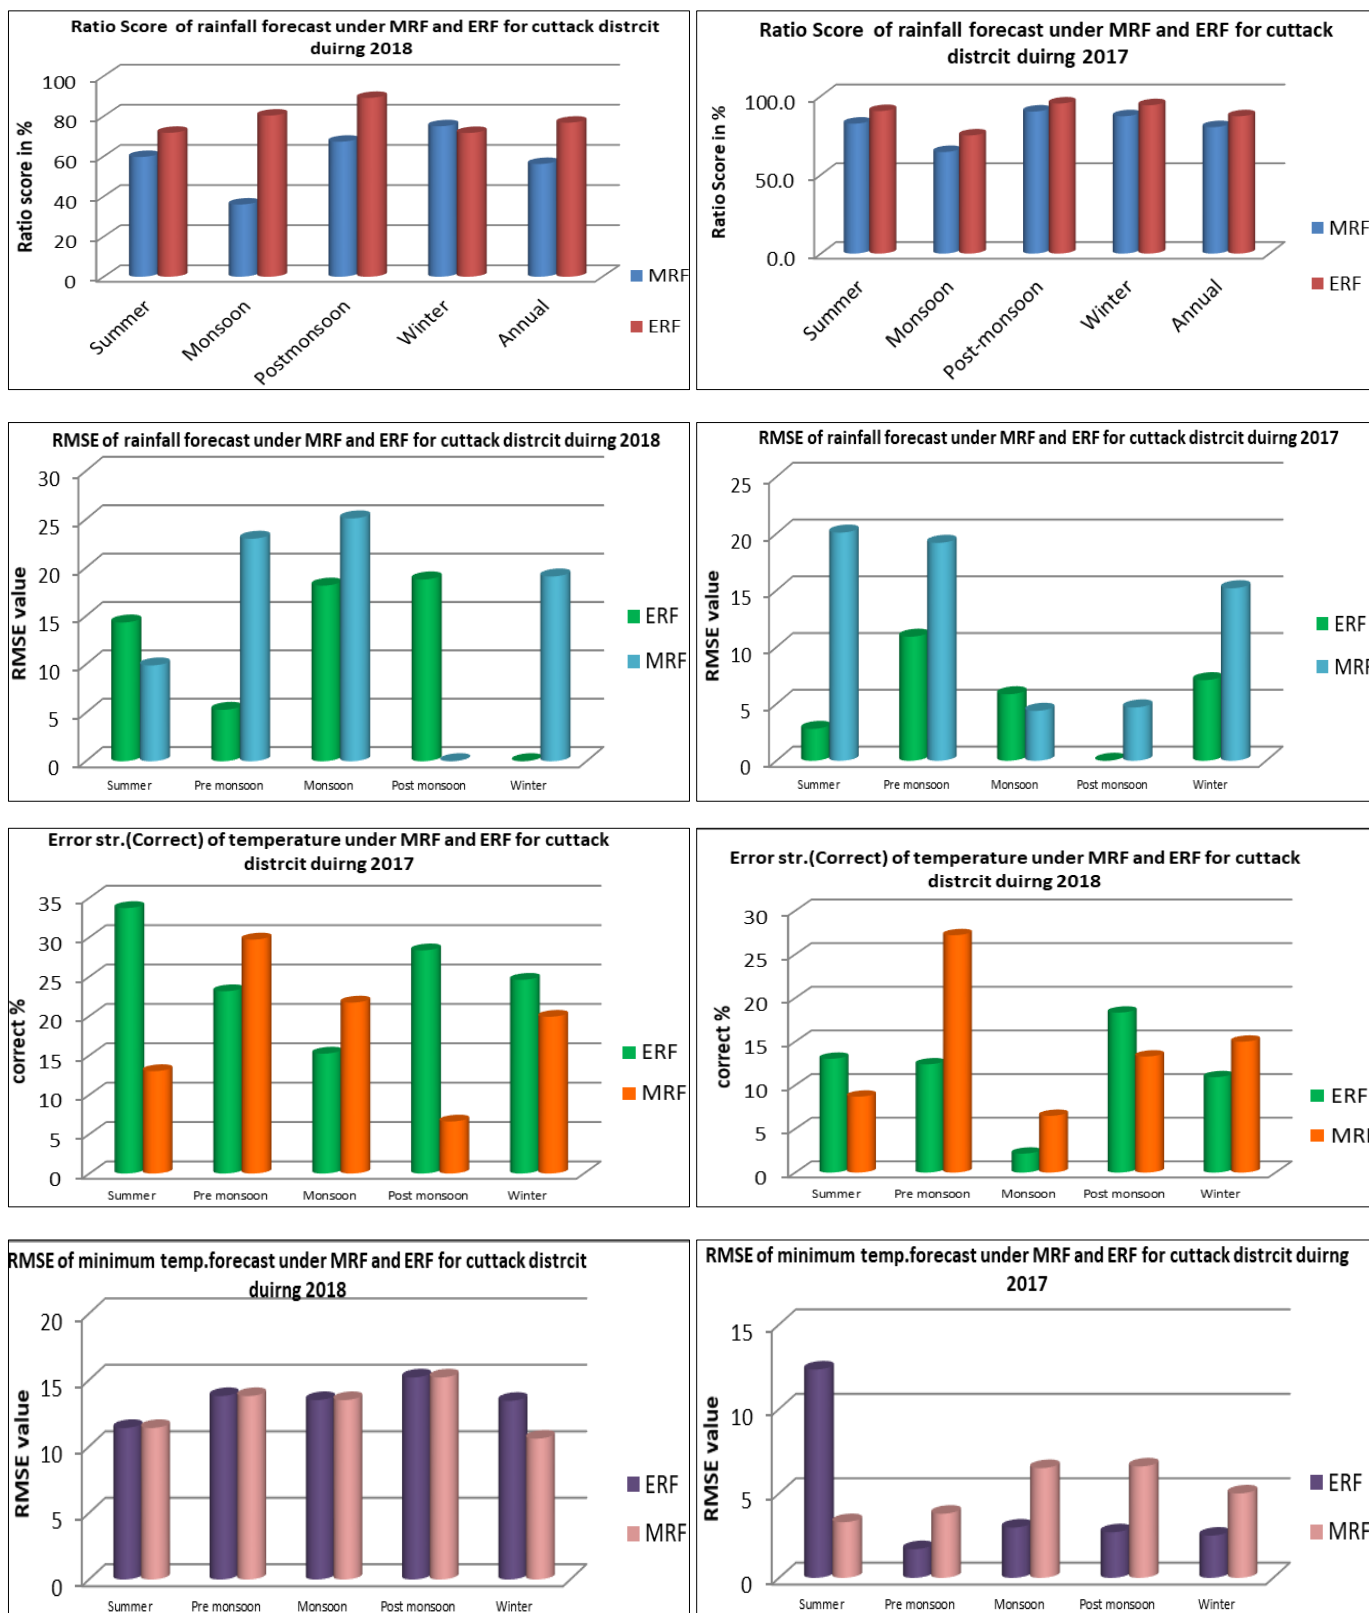 Ratio Score of rainfall forecast under MRF and ERF for cuttack distrcit
duirng 2018
Ratio score in %
100
80
60
40
20
0
Summer
Monsoon
Postmonsoon
Winter
Annual
MRF
ERF
Ratio Score of rainfall forecast under MRF and ERF for cuttack
distrcit duirng 2017
Ratio Score in %
100.0
50.0
0.0
Summer
Monsoon
Post-monsoon
Winter
Annual
MRF
ERF
RMSE of rainfall forecast under MRF and ERF for cuttack distrcit duirng 2018
RMSE value
30
25
20
15
10
5
0
Summer
Pre monsoon
Monsoon
Post monsoon
Winter
ERF
MRF
RMSE of rainfall forecast under MRF and ERF for cuttack distrcit duirng 2017
RMSE value
25
20
15
10
5
0
Summer
Pre monsoon
Monsoon
Post monsoon
Winter
ERF
MRF
Error str.(Correct) of temperature under MRF and ERF for cuttack
distrcit duirng 2017
correct %
35
30
25
20
15
10
5
0
Summer
Pre monsoon
Monsoon
Post monsoon
Winter
ERF
MRF
Error str.(Correct) of temperature under MRF and ERF for cuttack
distrcit duirng 2018
correct %
30
25
20
15
10
5
0
Summer
Pre monsoon
Monsoon
Post monsoon
Winter
ERF
MRF
RMSE of minimum temp.forecast under MRF and ERF for cuttack distrcit
duirng 2018
RMSE value
20
15
10
5
0
Summer
Pre monsoon
Monsoon
Post monsoon
Winter
ERF
MRF
RMSE of minimum temp.forecast under MRF and ERF for cuttack distrcit duirng
2017
RMSE value
15
10
5
0
Summer
Pre monsoon
Monsoon
Post monsoon
Winter
ERF
MRF